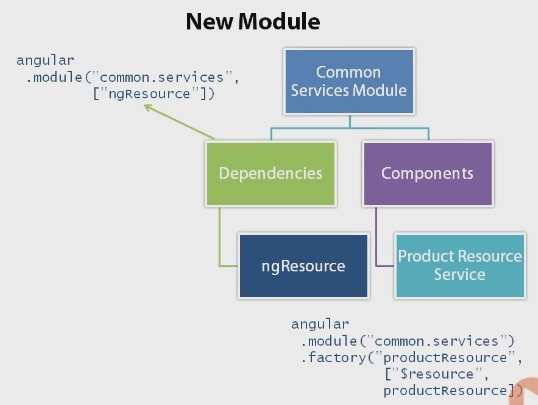 New Module
angular
.module("common.services",
["ngResource"])
Common
Services Module
Dependencies
Components
ngResource
Product Resource
Service
angular
.module("common.services")
.factory("productResource",
["$resource",
productResource])